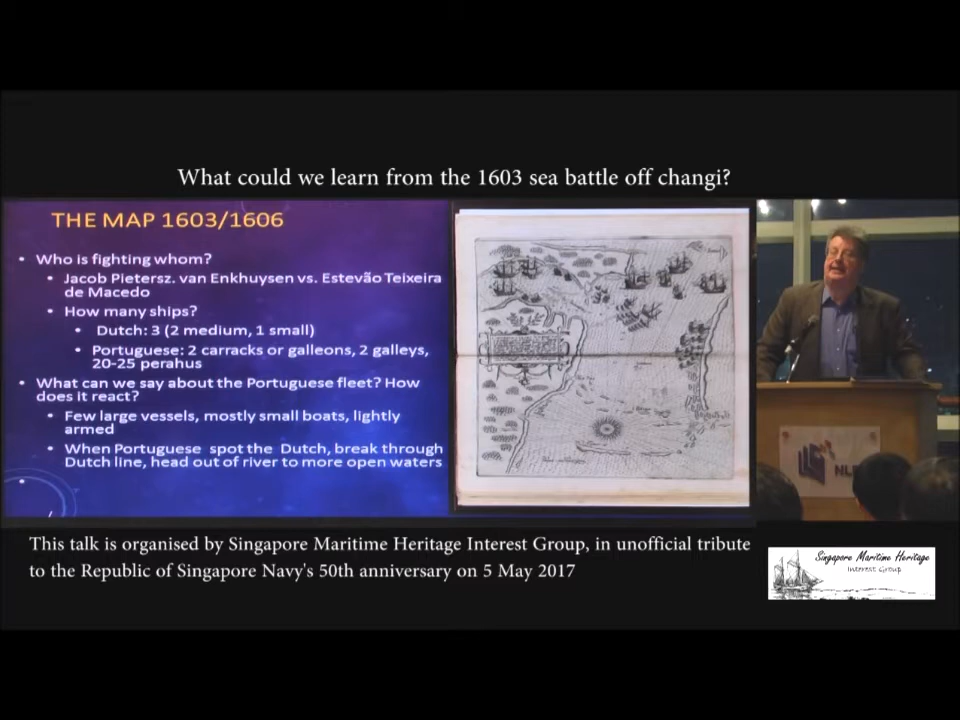 What could we learn from the 1603 sea battle off changi?
THE MAP 1603/1606
• Who is fighting whom?
• Jacob Pietersz. van Enkhuysen vs. Estevão Teixeira
de Macedo
• How many ships?
• Dutch: 3 (2 medium, 1 small)
• Portuguese: 2 carracks or galleons, 2 galleys,
20-25 perahus
• What can we say about the Portuguese fleet? How
does it react?
• Few large vessels, mostly small boats, lightly
armed
• When Portuguese spot the Dutch, break through
Dutch line, head out of river to more open waters
•
NL
This talk is organised by Singapore Maritime Heritage Interest Group, in unofficial tribute
to the Republic of Singapore Navy's 50th anniversary on 5 May 2017
Singapore Maritime Heritage
Interest Group